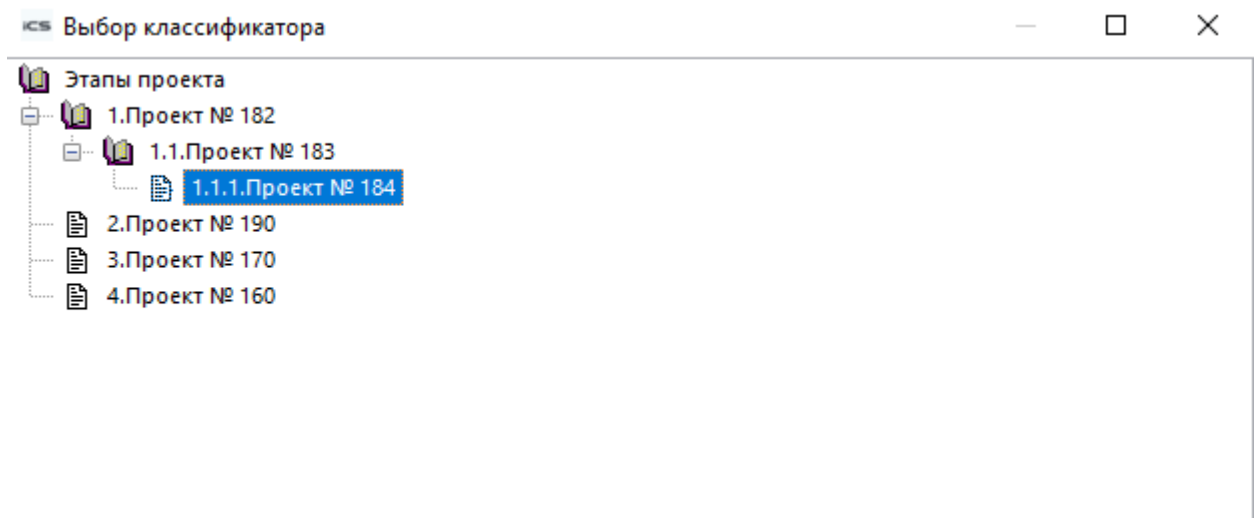 iCS Выбор классификатора
Этапы проекта
1.Проект № 182
1.1.Проект № 183
1.1.1.Проект № 184
2.Проект № 190
3.Проект № 170
4.Проект № 160